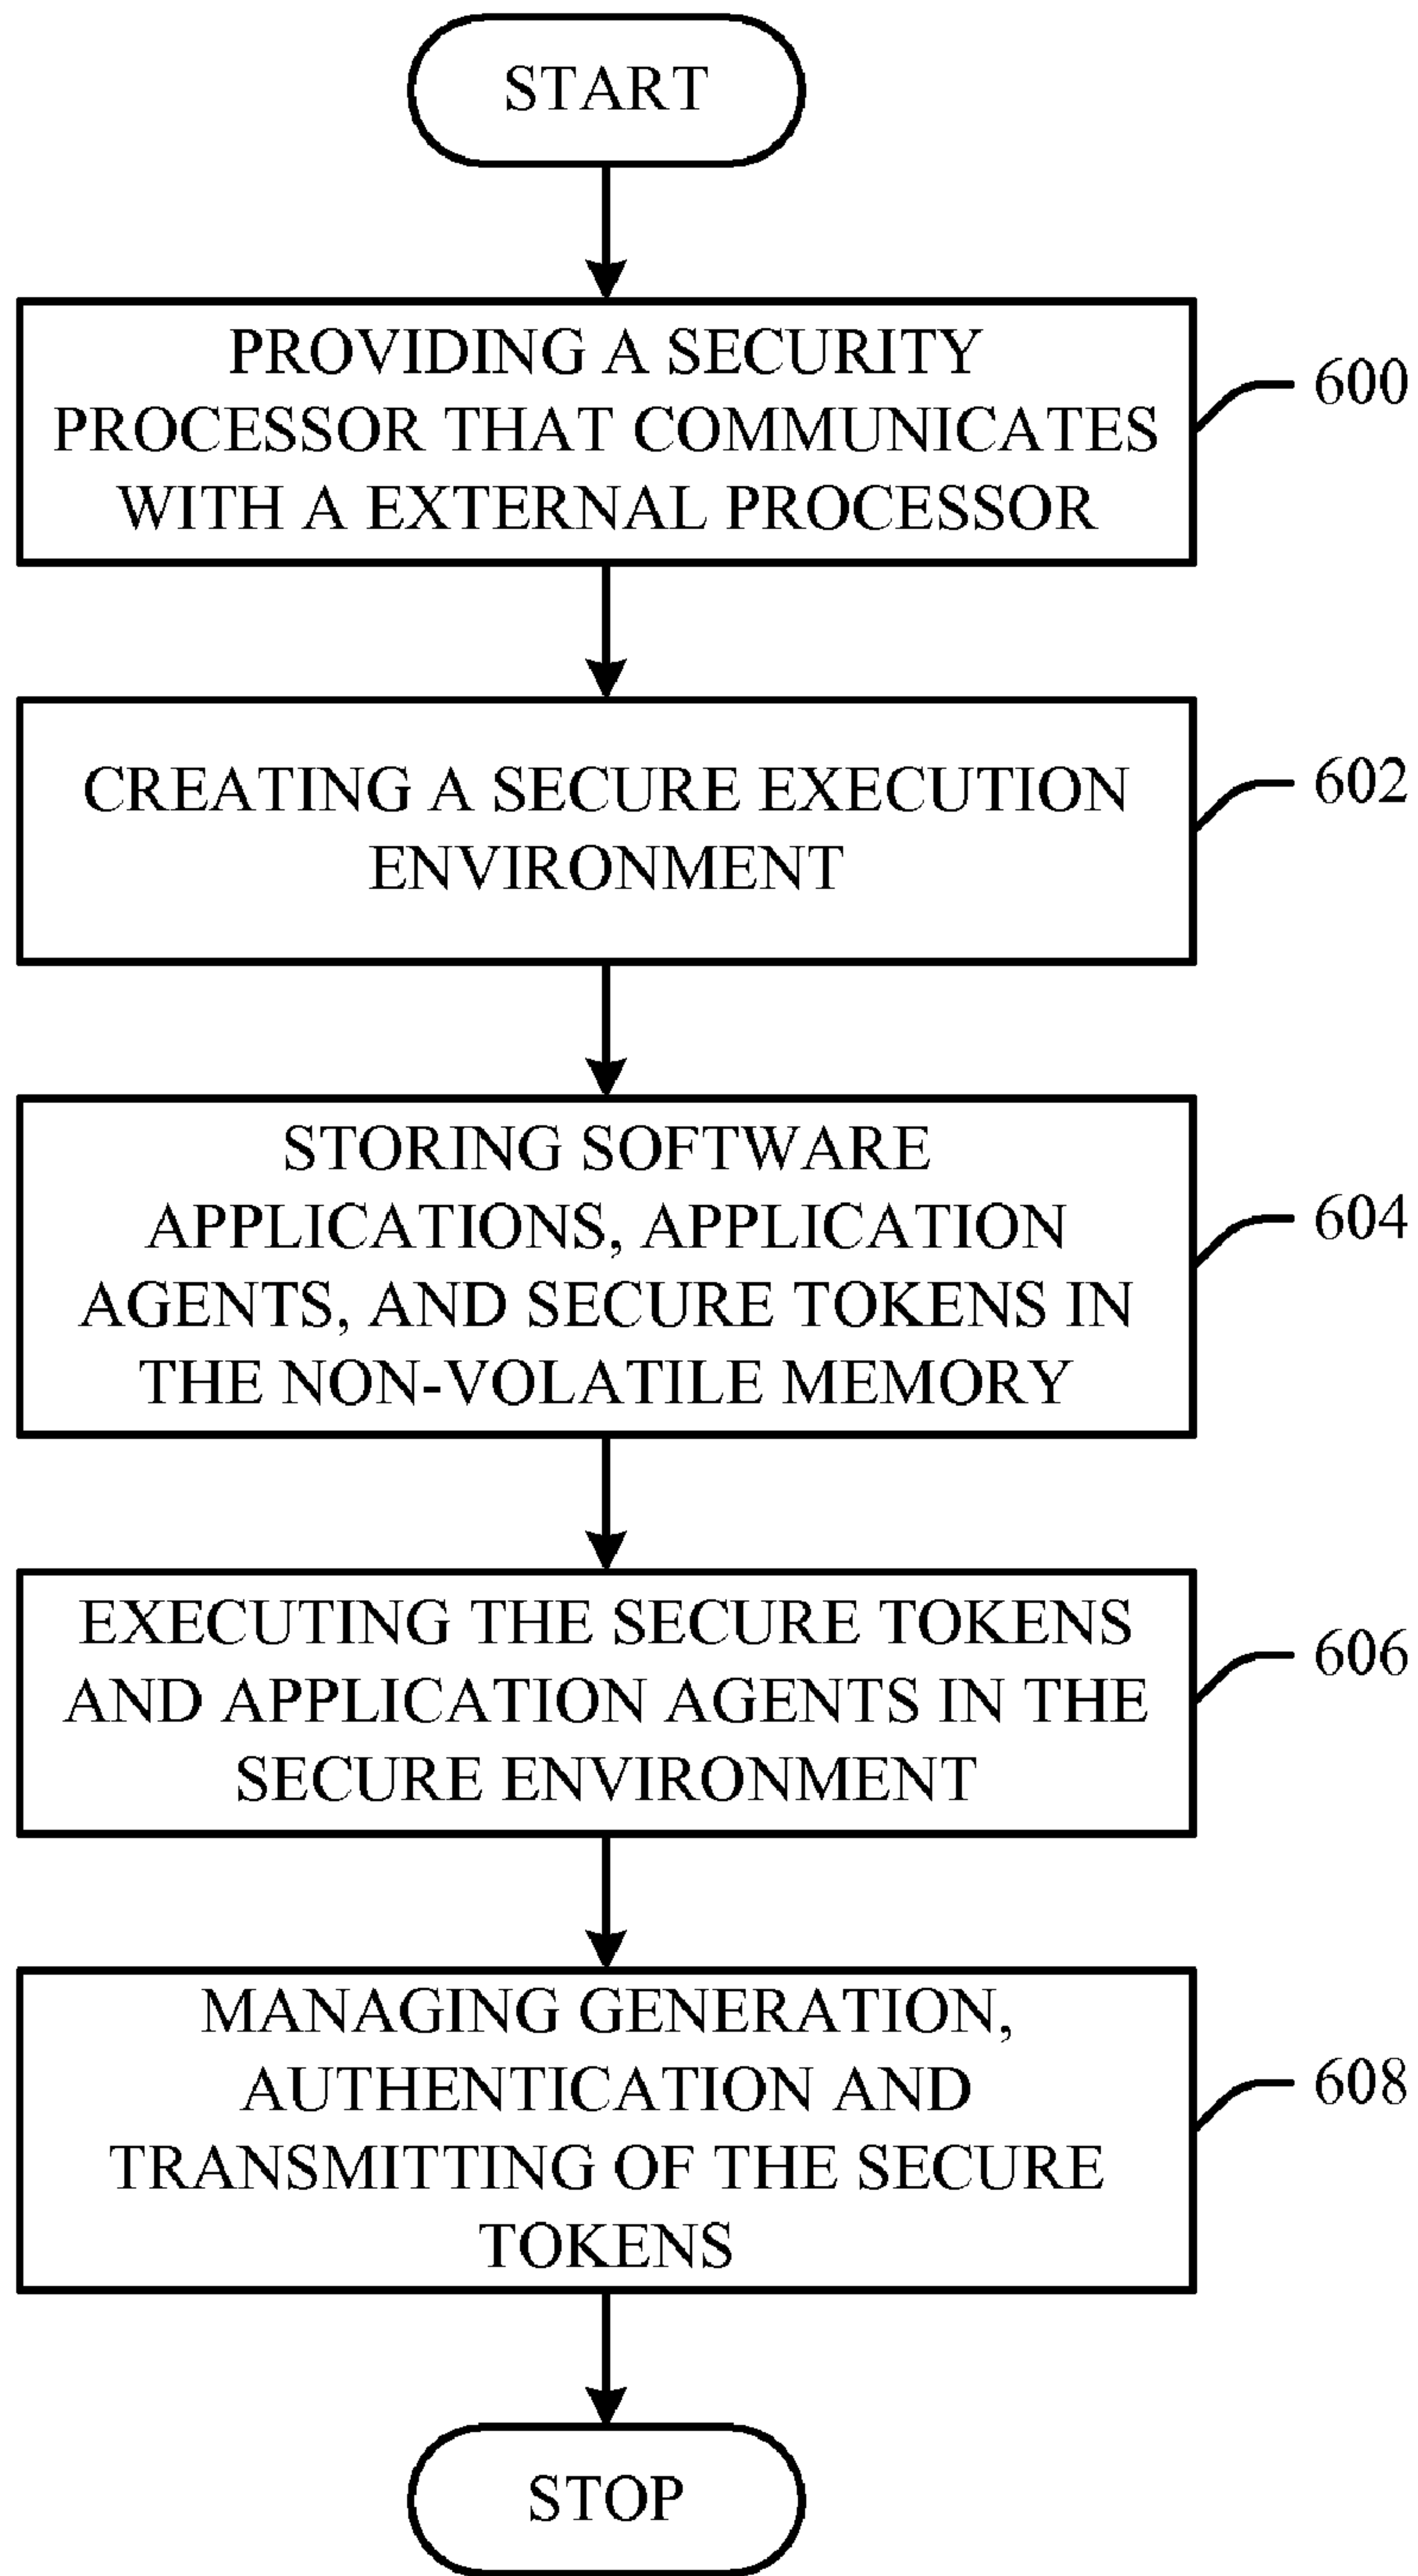 START
PROVIDING A SECURITY
PROCESSOR THAT COMMUNICATES
WITH A EXTERNAL PROCESSOR
600
CREATING A SECURE EXECUTION
ENVIRONMENT
602
STORING SOFTWARE
APPLICATIONS, APPLICATION
AGENTS, AND SECURE TOKENS IN
THE NON-VOLATILE MEMORY
604
EXECUTING THE SECURE TOKENS
AND APPLICATION AGENTS IN THE
SECURE ENVIRONMENT
606
MANAGING GENERATION,
AUTHENTICATION AND
TRANSMITTING OF THE SECURE
TOKENS
608
STOP